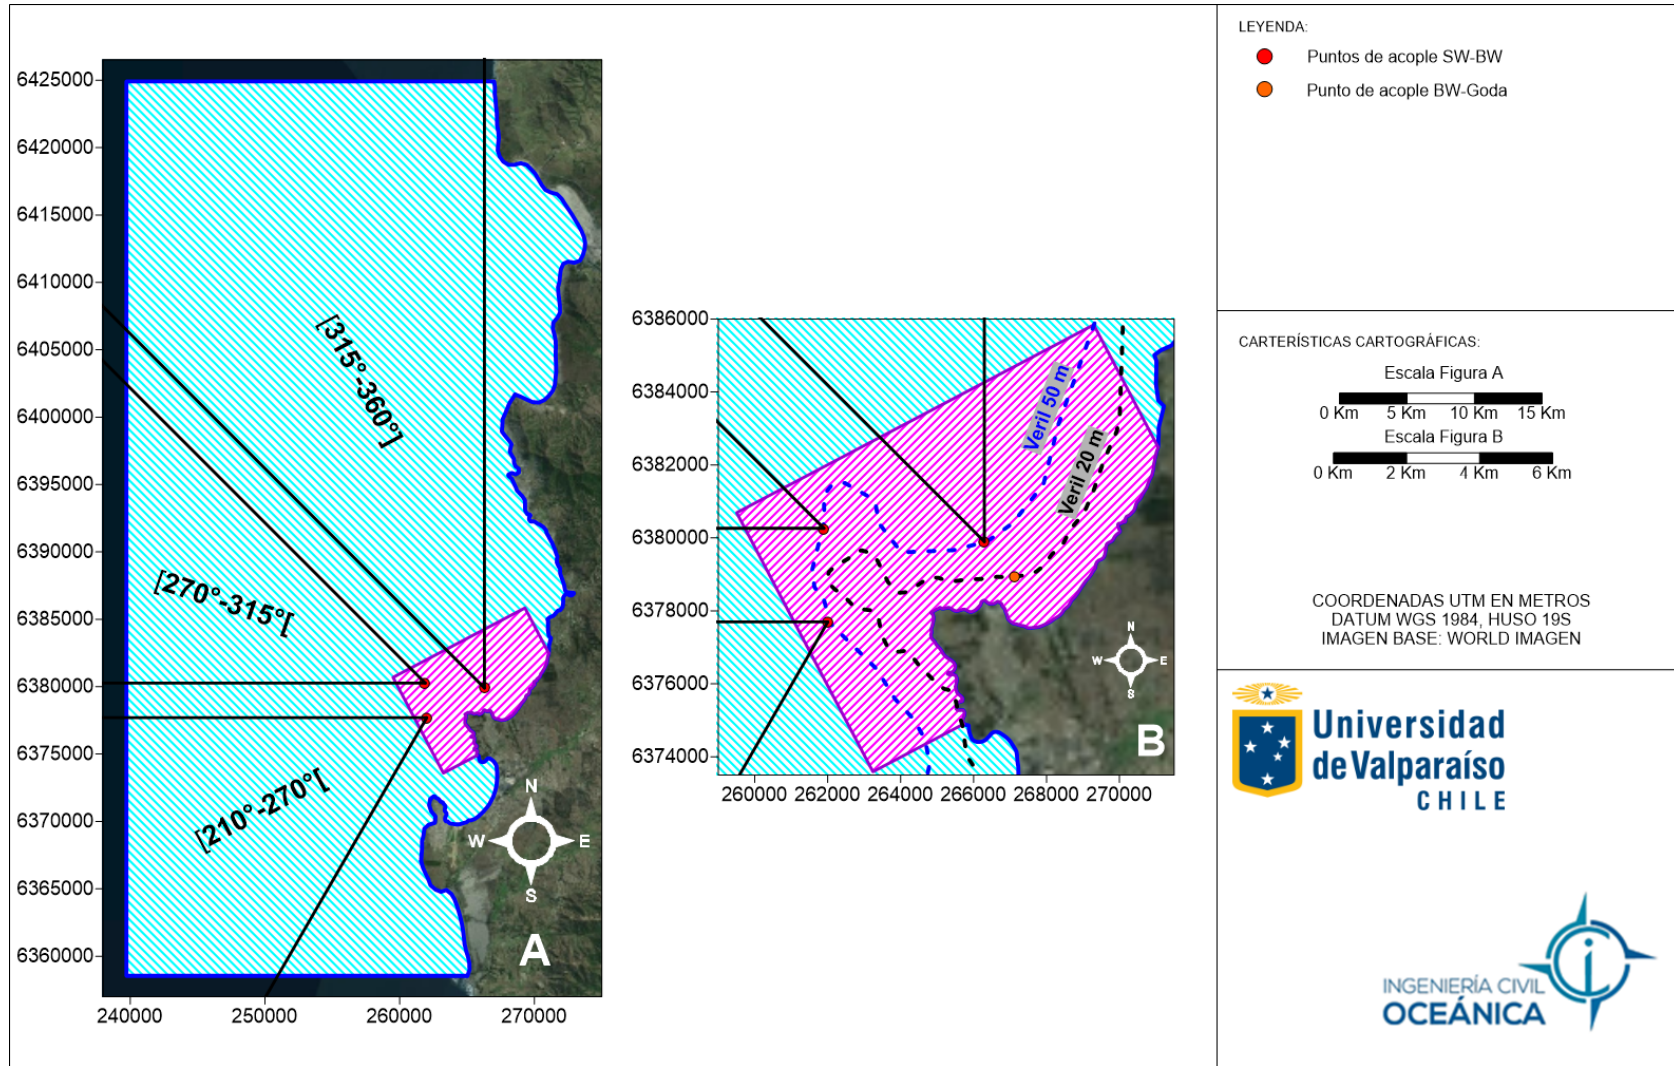 6425000
6420000
6415000
6410000
6405000
6400000
6395000
6390000
6385000
6380000
6375000
6370000
6365000
6360000
240000 250000 260000 270000
[315°-360°]
[270°-315°[
[210°-270°[
N
W E
S
A
6386000
6384000
6382000
6380000
6378000
6376000
6374000
260000 262000 264000 266000 268000 270000
Veril 50 m
Veril 20 m
N
W E
S
B
LEYENDA:
Puntos de acople SW-BW
Punto de acople BW-Goda
CARTERÍSTICAS CARTOGRÁFICAS:
Escala Figura A
0 Km 5 Km 10 Km 15 Km
Escala Figura B
0 Km 2 Km 4 Km 6 Km
COORDENADAS UTM EN METROS
DATUM WGS 1984, HUSO 19S
IMAGEN BASE: WORLD IMAGEN
Universidad
de Valparaíso
CHILE
INGENIERÍA CIVIL
OCEÁNICA